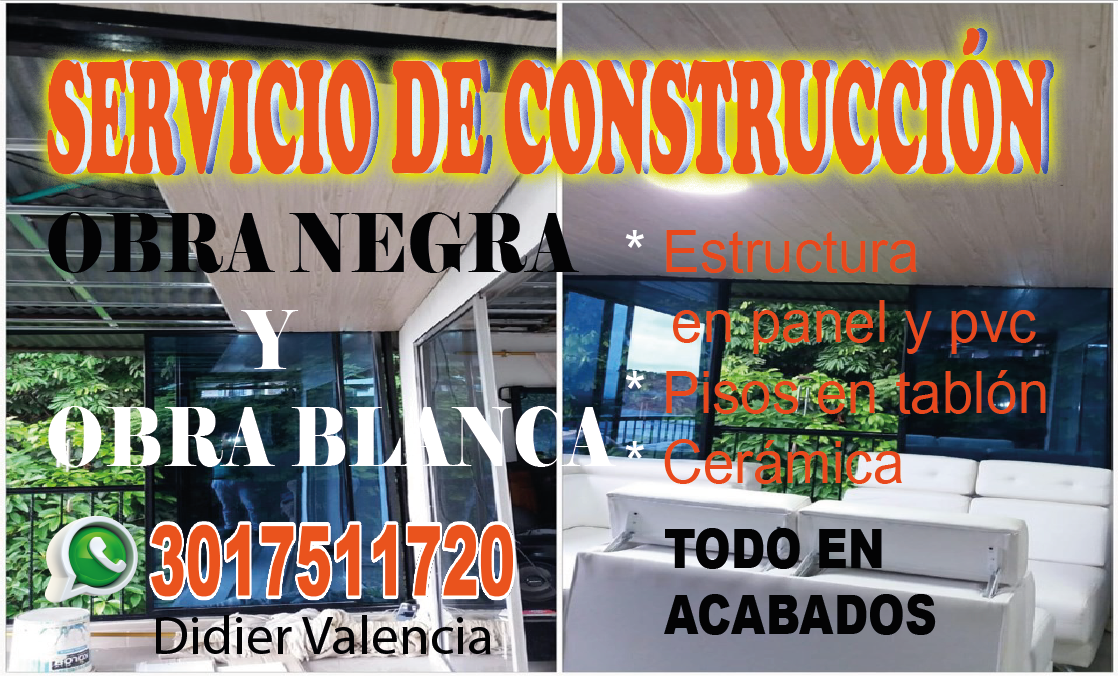 SERVICIO DE CONSTRUCCIÓN
OBRA NEGRA
Y
OBRA BLANCA
3017511720
Didier Valencia
* Estructura
en panel y pvc
* Pisos en tablón
* Cerámica
TODO EN
ACABADOS